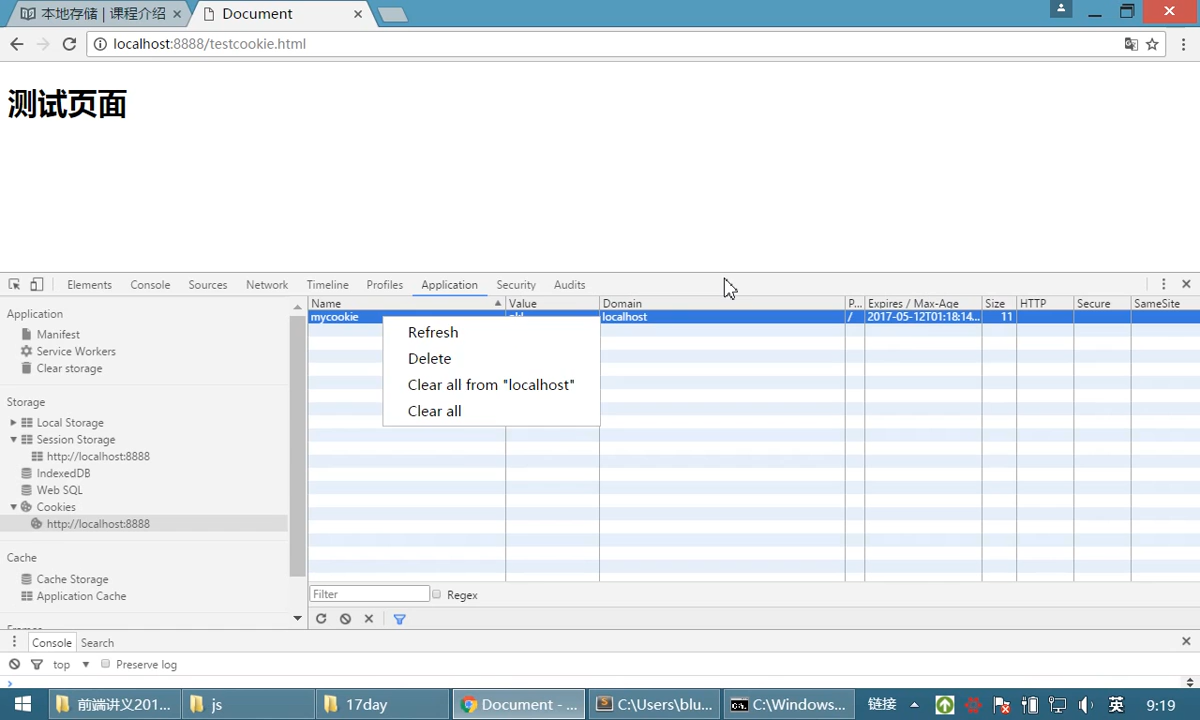 本地存储 | 课程介绍
Document
localhost:8888/testcookie.html
测试页面
Elements Console Sources Network Timeline Profiles Application Security Audits
Application
Manifest
Service Workers
Clear storage
Storage
Local Storage
Session Storage
http://localhost:8888
IndexedDB
Web SQL
Cookies
http://localhost:8888
Cache
Cache Storage
Application Cache
Name Value Domain P... Expires / Max-Age Size HTTP Secure SameSite
mycookie localhost / 2017-05-12T01:18:14... 11
Refresh
Delete
Clear all from "localhost"
Clear all
Filter Regex
Console Search
top Preserve log
前端讲义201... js 17day Document - ... C:\Users\blu... C:\Windows... 链接 英 9:19